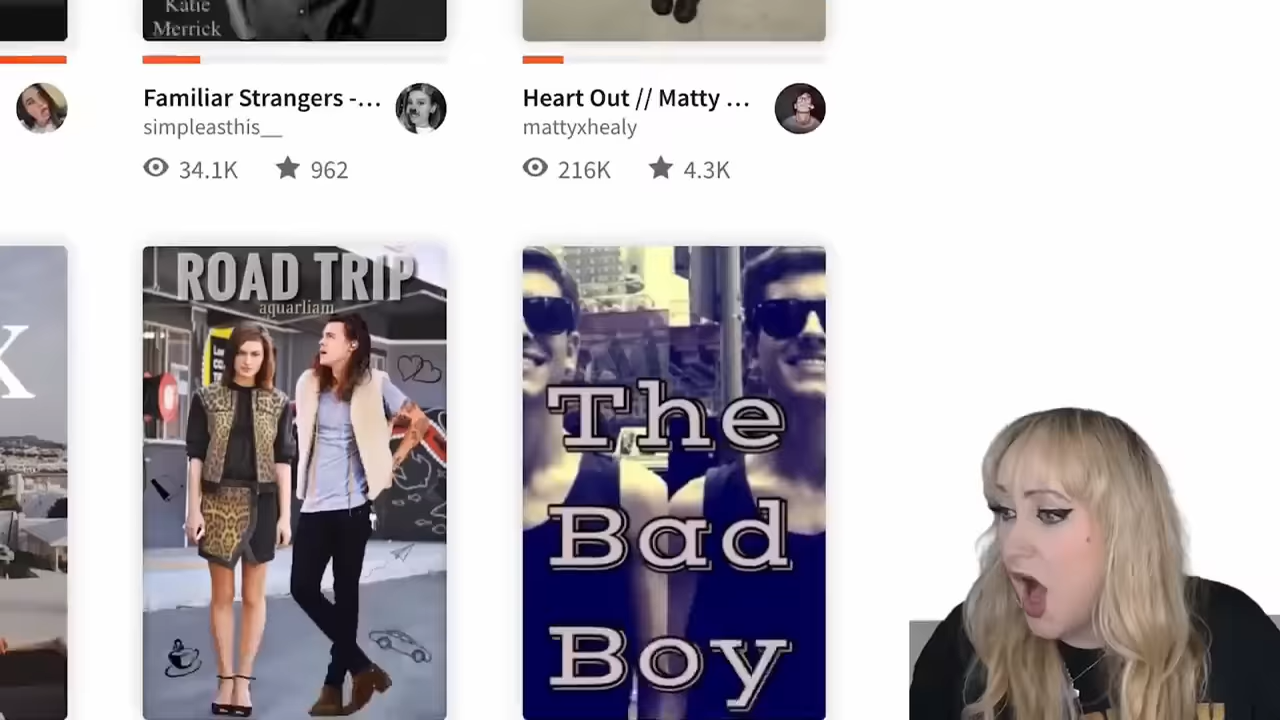 Katie
Merrick
Familiar Strangers -...
simpleasthis__
34.1K
962
Heart Out // Matty ...
mattyxhealy
216K
4.3K
X
ROAD TRIP
aquarliam
The
Bad
Boy